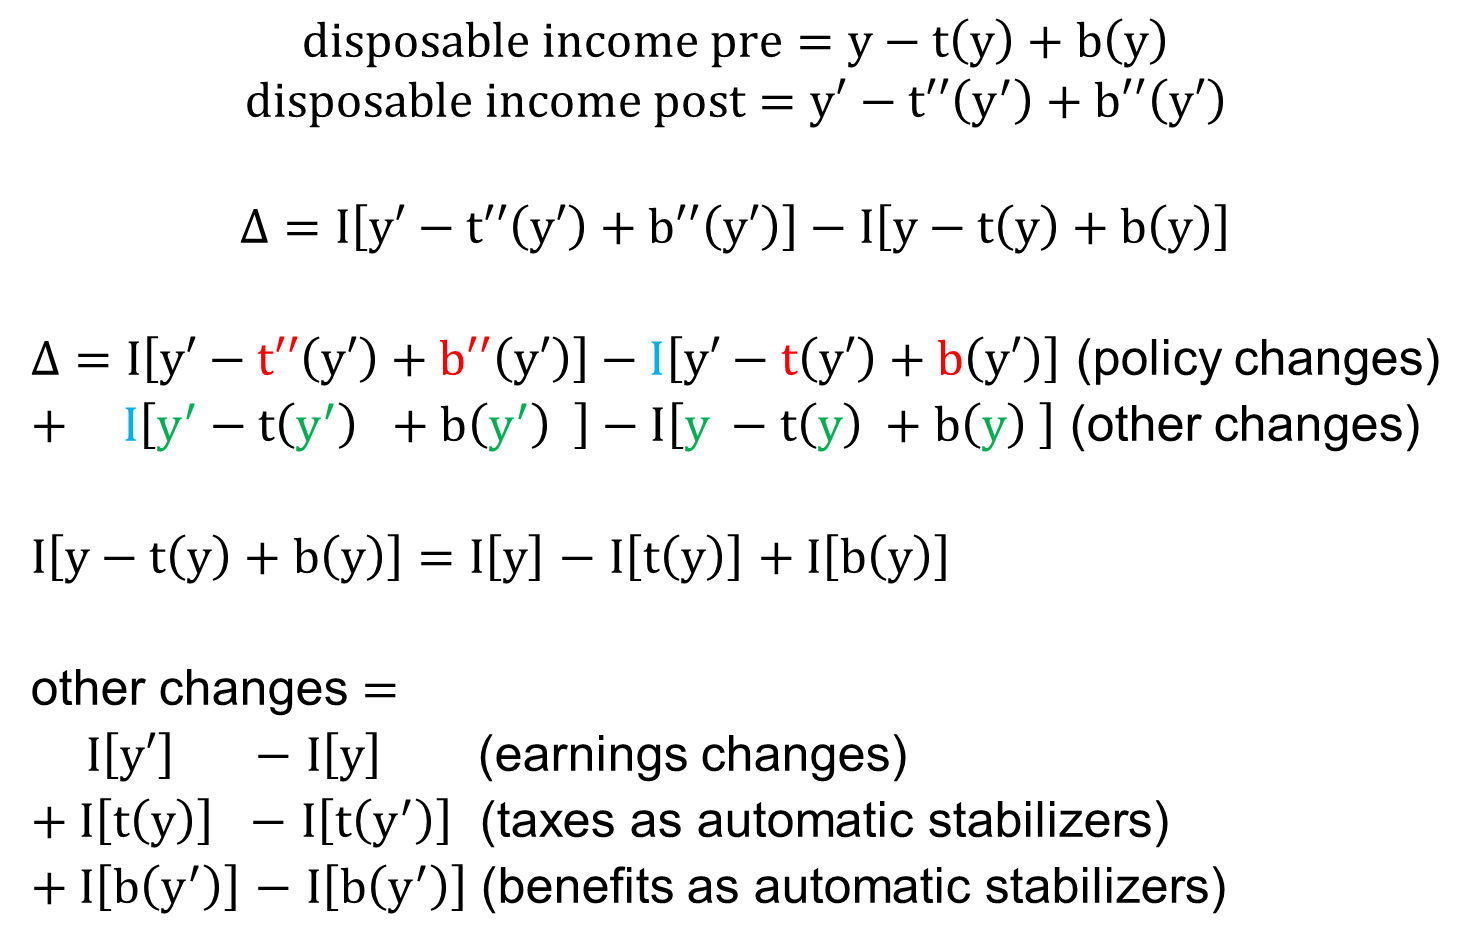 disposable income pre = y − t(y) + b(y)
disposable income post = y′ − t′′(y′) + b′′(y′)
Δ = I[y′ − t′′(y′) + b′′(y′)] − I[y − t(y) + b(y)]
Δ = I[y′ − t′′(y′) + b′′(y′)] − I[y′ − t(y′) + b(y′)] (policy changes)
+ I[y′ − t(y′) + b(y′) ] − I[y − t(y) + b(y) ] (other changes)
I[y − t(y) + b(y)] = I[y] − I[t(y)] + I[b(y)]
other changes =
I[y′] − I[y] (earnings changes)
+ I[t(y)] − I[t(y′)] (taxes as automatic stabilizers)
+ I[b(y′)] − I[b(y′)] (benefits as automatic stabilizers)